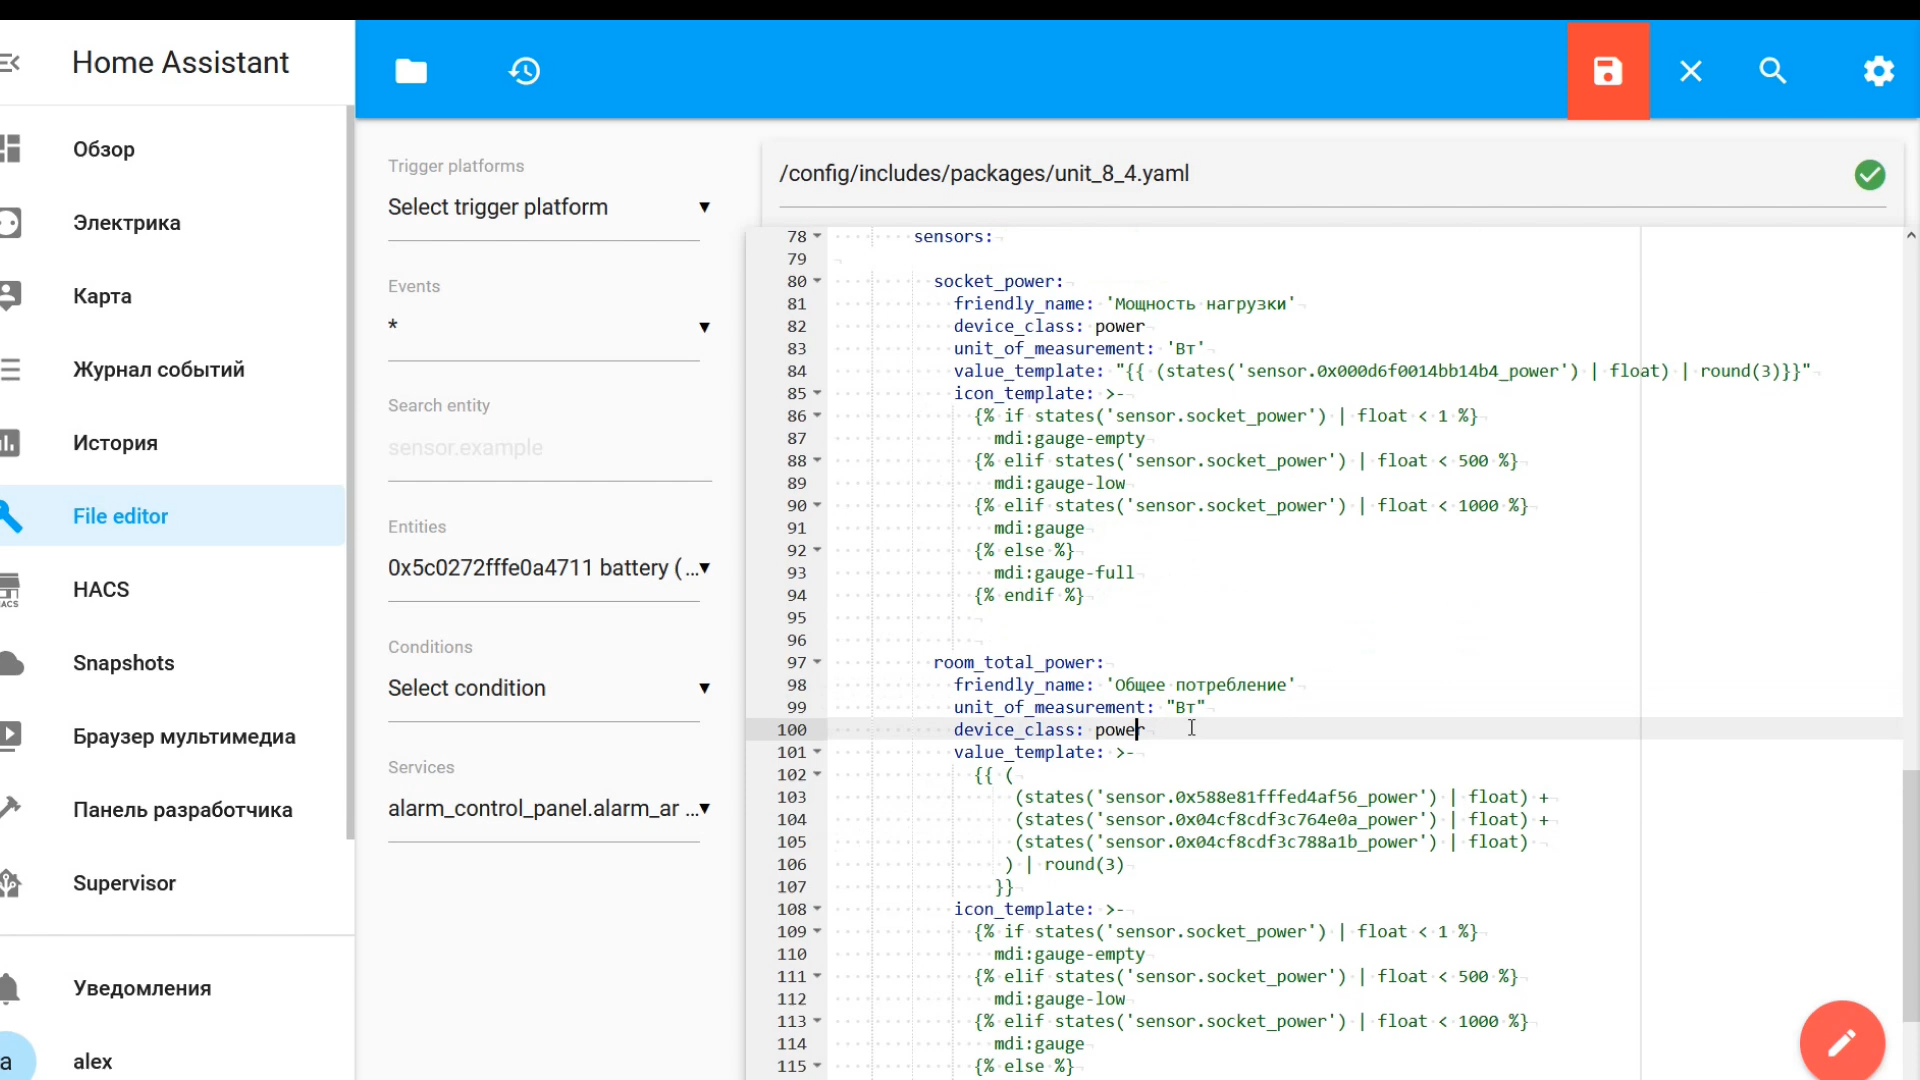 Home Assistant
Обзор
Электрика
Карта
Журнал событий
История
File editor
HACS
Snapshots
Браузер мультимедиа
Панель разработчика
Supervisor
Уведомления
a alex
HACS
Trigger platforms
Select trigger platform
Events
*
Search entity
sensor.example
Entities
0x5c0272fffe0a4711 battery (...
Conditions
Select condition
Services
alarm_control_panel.alarm_ar ...
/config/includes/packages/unit_8_4.yaml
78 sensors:
79
80 socket_power:
81 friendly_name: 'Мощность нагрузки'
82 device_class: power
83 unit_of_measurement: 'Вт'
84 value_template: "{{ (states('sensor.0x000d6f0014bb14b4_power') | float) | round(3)}}"
85 icon_template: >-
86 {% if states('sensor.socket_power') | float < 1 %}
87 mdi:gauge-empty
88 {% elif states('sensor.socket_power') | float < 500 %}
89 mdi:gauge-low
90 {% elif states('sensor.socket_power') | float < 1000 %}
91 mdi:gauge
92 {% else %}
93 mdi:gauge-full
94 {% endif %}
95
96
97 room_total_power:
98 friendly_name: 'Общее потребление'
99 unit_of_measurement: "Вт"
100 device_class: power
101 value_template: >-
102 {{ (
103 (states('sensor.0x588e81fffed4af56_power') | float) +
104 (states('sensor.0x04cf8cdf3c764e0a_power') | float) +
105 (states('sensor.0x04cf8cdf3c788a1b_power') | float)
106 ) | round(3)
107 }}
108 icon_template: >-
109 {% if states('sensor.socket_power') | float < 1 %}
110 mdi:gauge-empty
111 {% elif states('sensor.socket_power') | float < 500 %}
112 mdi:gauge-low
113 {% elif states('sensor.socket_power') | float < 1000 %}
114 mdi:gauge
115 {% else %}